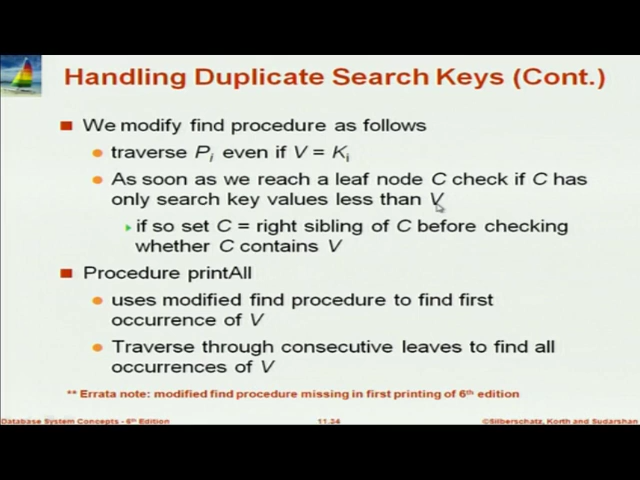 Handling Duplicate Search Keys (Cont.)
We modify find procedure as follows
traverse Pi even if V = Ki
As soon as we reach a leaf node C check if C has
only search key values less than V
if so set C = right sibling of C before checking
whether C contains V
Procedure printAll
uses modified find procedure to find first
occurrence of V
Traverse through consecutive leaves to find all
occurrences of V
** Errata note: modified find procedure missing in first printing of 6th edition
Database System Concepts - 6th Edition 11.24 ©Silberschatz, Korth and Sudarshan